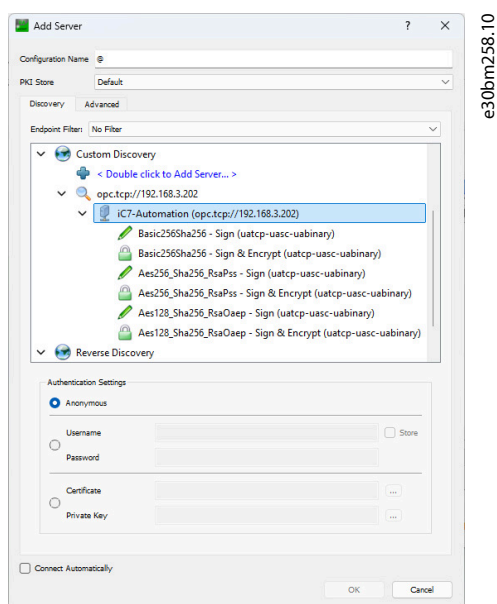 Add Server
?
Configuration Name @
PKI Store Default
Discovery Advanced
Endpoint Filter: No Filter
Custom Discovery
< Double click to Add Server... >
opc.tcp://192.168.3.202
iC7-Automation (opc.tcp://192.168.3.202)
Basic256Sha256 - Sign (uatcp-uasc-uabinary)
Basic256Sha256 - Sign & Encrypt (uatcp-uasc-uabinary)
Aes256_Sha256_RsaPss - Sign (uatcp-uasc-uabinary)
Aes256_Sha256_RsaPss - Sign & Encrypt (uatcp-uasc-uabinary)
Aes128_Sha256_RsaOaep - Sign (uatcp-uasc-uabinary)
Aes128_Sha256_RsaOaep - Sign & Encrypt (uatcp-uasc-uabinary)
Reverse Discovery
Authentication Settings
Anonymous
Username Store
Password
Certificate ...
Private Key ...
Connect Automatically
OK Cancel
e30bm258.10